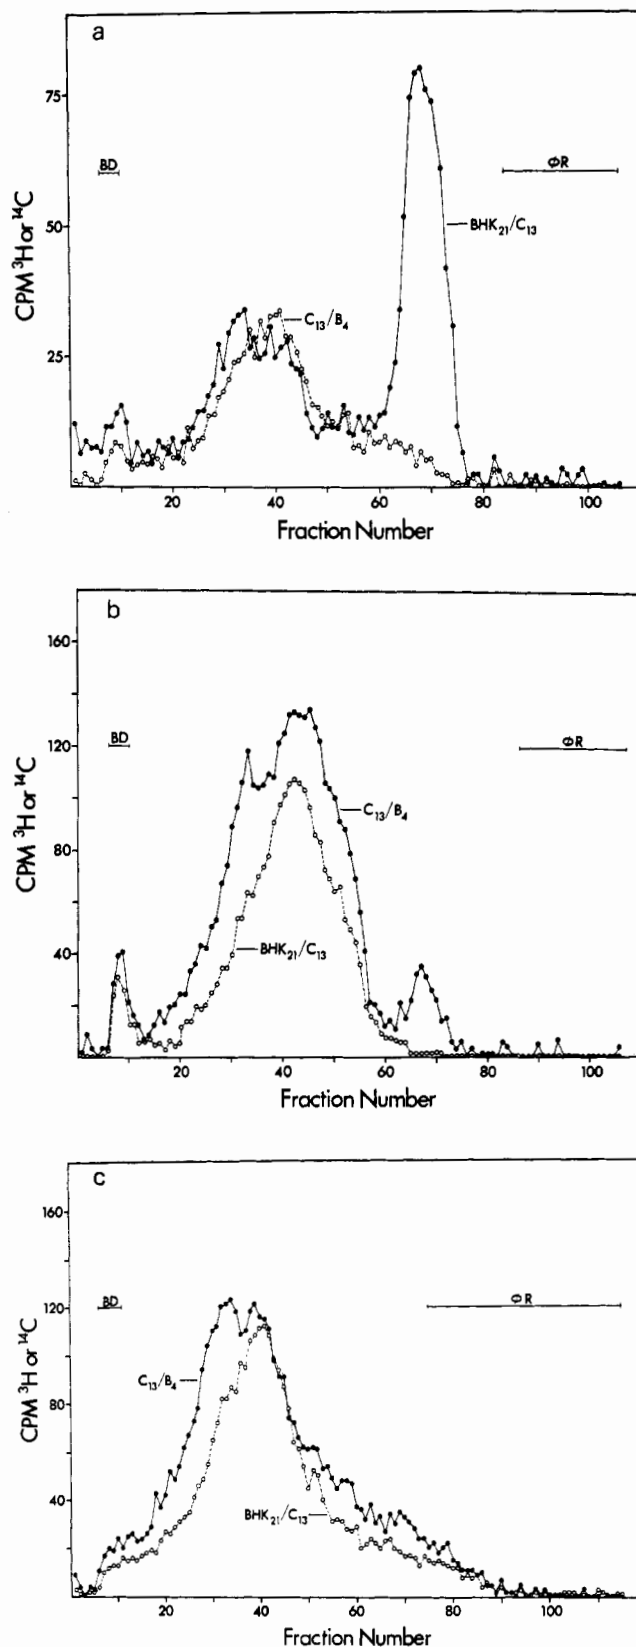 a
75
50
25
CPM ³H or ¹⁴C
BD
ΦR
BHK₂₁/C₁₃
C₁₃/B₄
20 40 60 80 100
Fraction Number
b
160
120
80
40
CPM ³H or ¹⁴C
BD
ΦR
C₁₃/B₄
BHK₂₁/C₁₃
20 40 60 80 100
Fraction Number
c
160
120
80
40
CPM ³H or ¹⁴C
BD
ΦR
C₁₃/B₄
BHK₂₁/C₁₃
20 40 60 80 100
Fraction Number